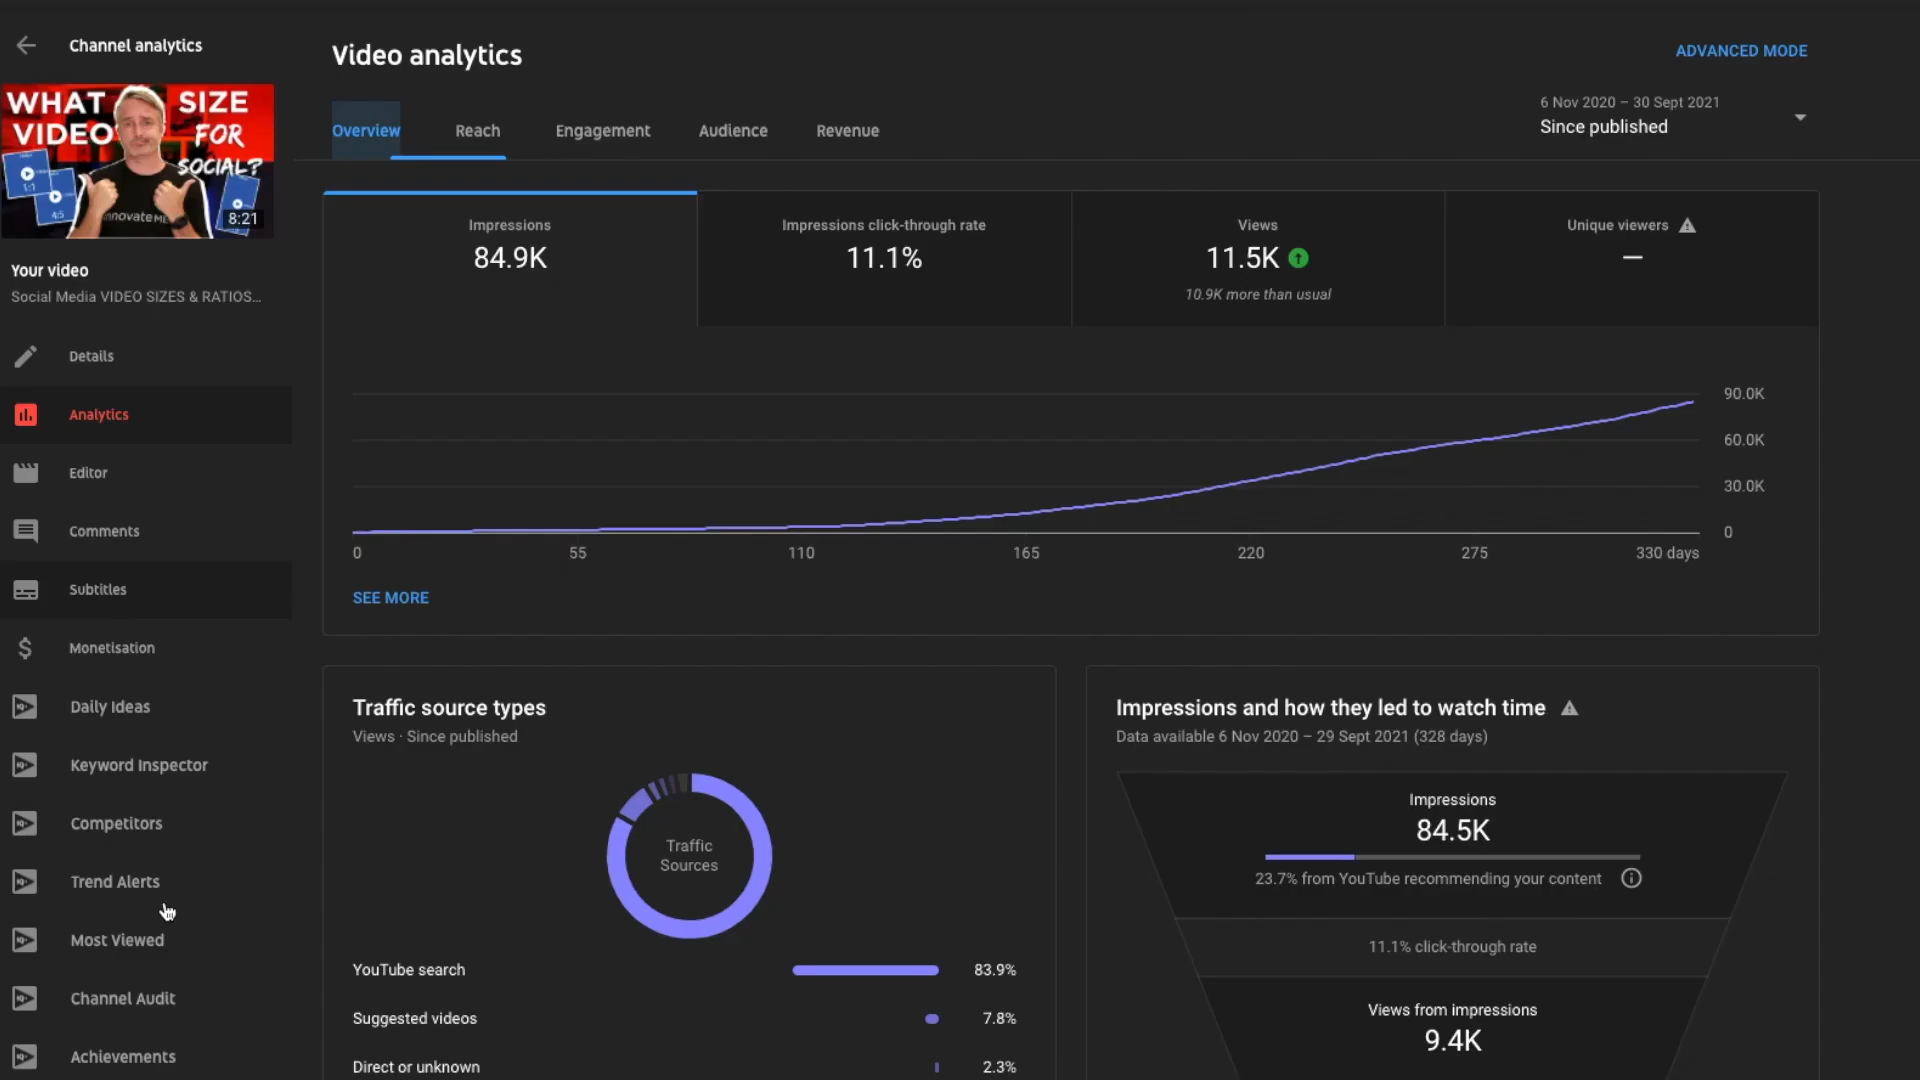 Channel analytics
WHAT SIZE
VIDEO FOR
SOCIAL?
1:1
4:5
8:21
Your video
Social Media VIDEO SIZES & RATIOS...
Details
Analytics
Editor
Comments
Subtitles
Monetisation
Daily Ideas
Keyword Inspector
Competitors
Trend Alerts
Most Viewed
Channel Audit
Achievements
Video analytics
ADVANCED MODE
Overview Reach Engagement Audience Revenue
6 Nov 2020 – 30 Sept 2021
Since published
Impressions
84.9K
Impressions click-through rate
11.1%
Views
11.5K
10.9K more than usual
Unique viewers
—
90.0K
60.0K
30.0K
0
0 55 110 165 220 275 330 days
SEE MORE
Traffic source types
Views · Since published
Traffic
Sources
YouTube search 83.9%
Suggested videos 7.8%
Direct or unknown 2.3%
Impressions and how they led to watch time
Data available 6 Nov 2020 – 29 Sept 2021 (328 days)
Impressions
84.5K
23.7% from YouTube recommending your content
11.1% click-through rate
Views from impressions
9.4K